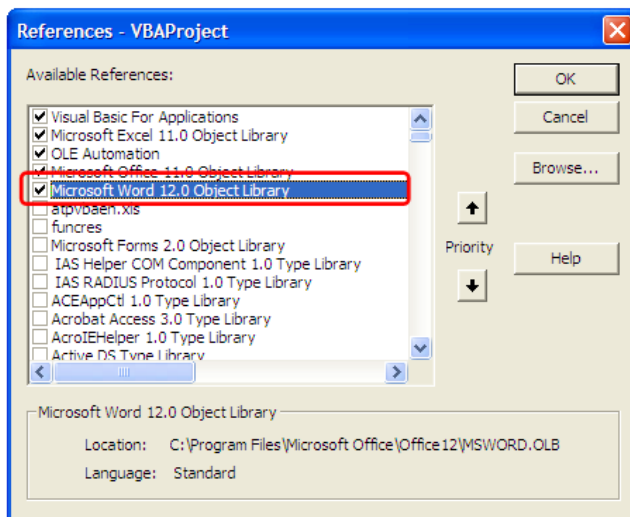 References - VBAProject
Available References:
OK
Cancel
Browse...
Priority
Help
Visual Basic For Applications
Microsoft Excel 11.0 Object Library
OLE Automation
Microsoft Office 11.0 Object Library
Microsoft Word 12.0 Object Library
atpvbaen.xls
funcres
Microsoft Forms 2.0 Object Library
IAS Helper COM Component 1.0 Type Library
IAS RADIUS Protocol 1.0 Type Library
ACEAppCtl 1.0 Type Library
Acrobat Access 3.0 Type Library
AcroIEHelper 1.0 Type Library
Active DS Type Library
Microsoft Word 12.0 Object Library
Location: C:\Program Files\Microsoft Office\Office12\MSWORD.OLB
Language: Standard